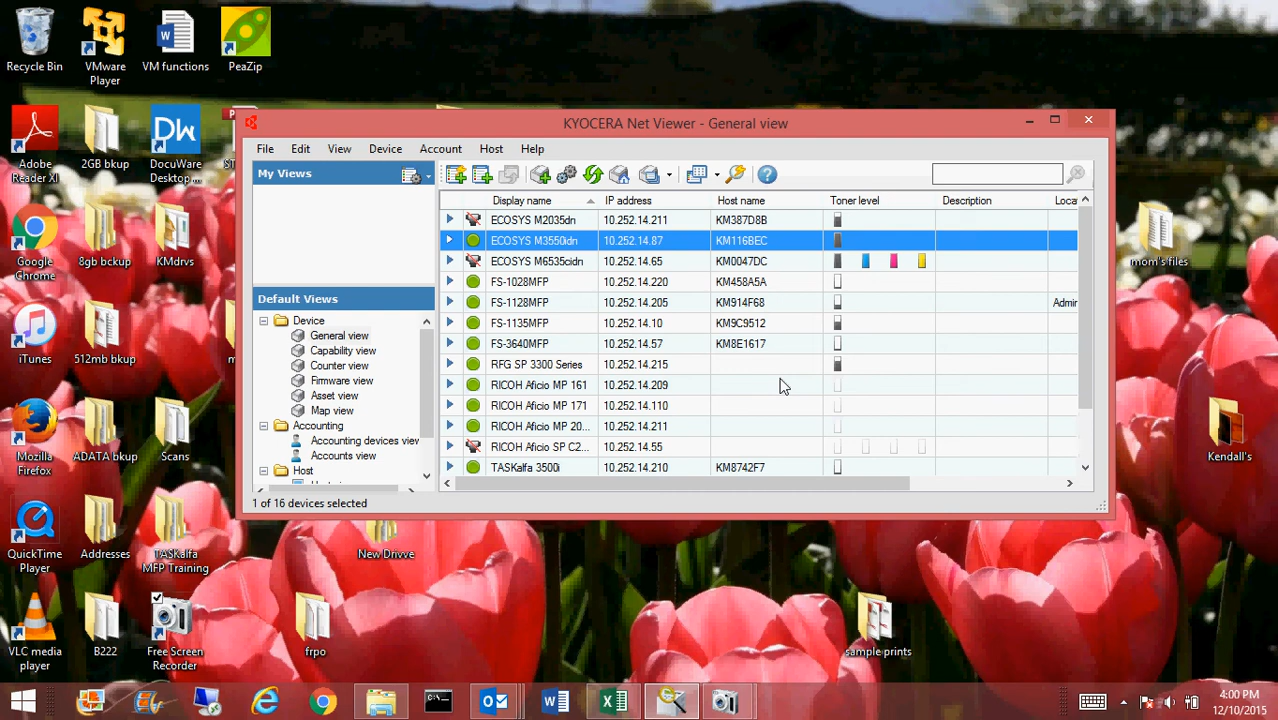 Recycle Bin
VMware Player
VM functions
PeaZip
Adobe Reader XI
2GB bkup
DocuWare Desktop ...
Google Chrome
8gb bckup
KMdrvs
iTunes
512mb bkup
Mozilla Firefox
ADATA bkup
Scans
QuickTime Player
Addresses
TASKalfa MFP Training
New Drivve
VLC media player
B222
Free Screen Recorder
frpo
sample prints
mom's files
Kendall's
KYOCERA Net Viewer - General view
File Edit View Device Account Host Help
My Views
Default Views
Device
General view
Capability view
Counter view
Firmware view
Asset view
Map view
Accounting
Accounting devices view
Accounts view
Host
Display name IP address Host name Toner level Description Loca
ECOSYS M2035dn 10.252.14.211 KM387D8B
ECOSYS M3550idn 10.252.14.87 KM116BEC
ECOSYS M6535cidn 10.252.14.65 KM0047DC
FS-1028MFP 10.252.14.220 KM458A5A
FS-1128MFP 10.252.14.205 KM914F68 Admir
FS-1135MFP 10.252.14.10 KM9C9512
FS-3640MFP 10.252.14.57 KM8E1617
RFG SP 3300 Series 10.252.14.215
RICOH Aficio MP 161 10.252.14.209
RICOH Aficio MP 171 10.252.14.110
RICOH Aficio MP 20... 10.252.14.211
RICOH Aficio SP C2... 10.252.14.55
TASKalfa 3500i 10.252.14.210 KM8742F7
1 of 16 devices selected
4:00 PM
12/10/2015